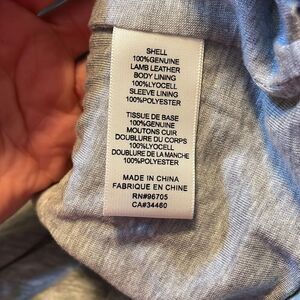 SHELL
100%GENUINE
LAMB LEATHER
BODY LINING
100%LYOCELL
SLEEVE LINING
100%POLYESTER
TISSUE DE BASE
100%GENUINE
MOUTONS CUIR
DOUBLURE DU CORPS
100%LYOCELL
DOUBLURE DE LA MANCHE
100%POLYESTER
MADE IN CHINA
FABRIQUE EN CHINE
RN#96705
CA#34460